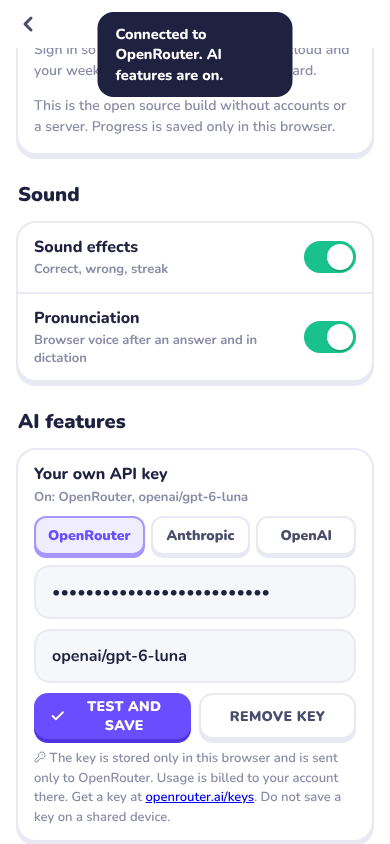 Connected to
OpenRouter. AI
features are on.
Sign in so cloud and
your week ard.
This is the open source build without accounts or
a server. Progress is saved only in this browser.
Sound
Sound effects
Correct, wrong, streak
Pronunciation
Browser voice after an answer and in
dictation
AI features
Your own API key
On: OpenRouter, openai/gpt-6-luna
OpenRouter
Anthropic
OpenAI
•••••••••••••••••••••••••••
openai/gpt-6-luna
TEST AND
SAVE
REMOVE KEY
🔑 The key is stored only in this browser and is sent
only to OpenRouter. Usage is billed to your account
there. Get a key at openrouter.ai/keys. Do not save a
key on a shared device.